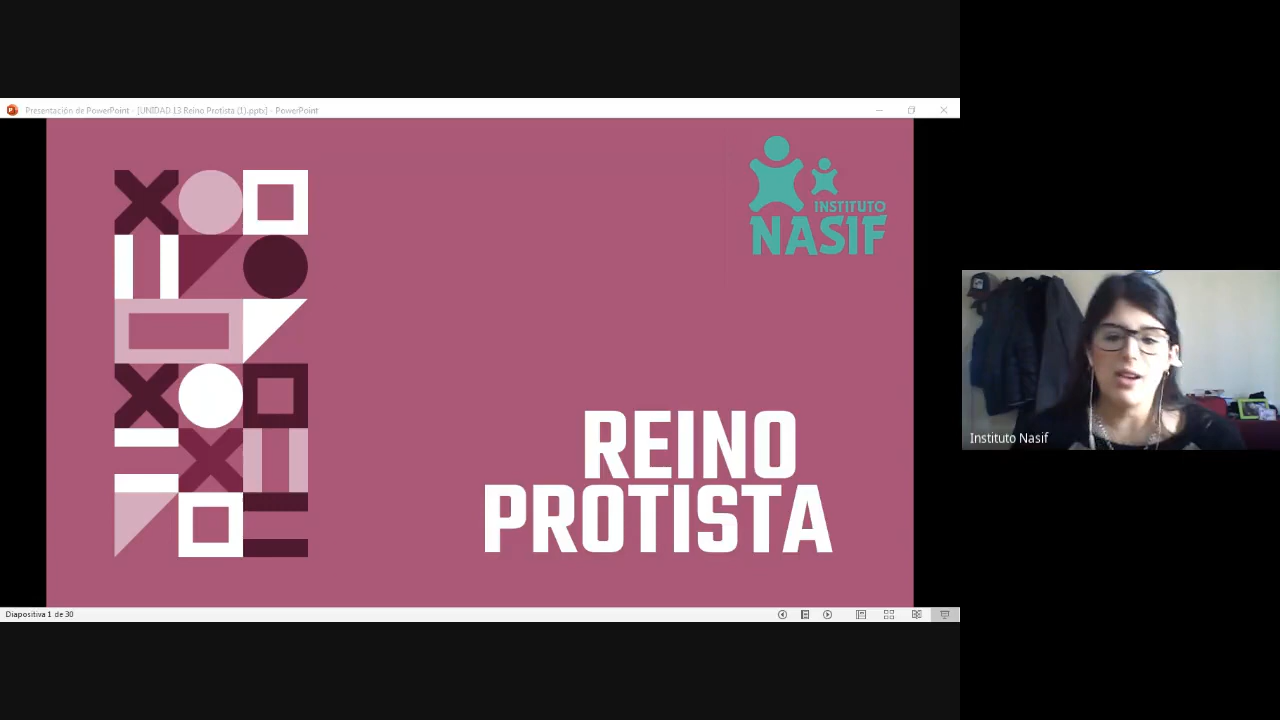 Presentación de PowerPoint - [UNIDAD 13 Reino Protista (1).pptx] - PowerPoint
INSTITUTO
NASIF
REINO
PROTISTA
Instituto Nasif
Diapositiva 1 de 30